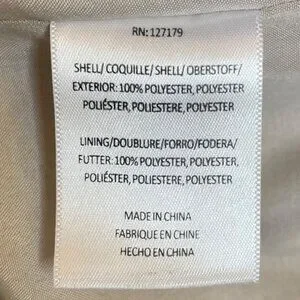 RN: 127179
SHELL/ COQUILLE/ SHELL/ OBERSTOFF/
EXTERIOR: 100% POLYESTER, POLYESTER
POLIÉSTER, POLIESTERE, POLYESTER
LINING/DOUBLURE/FORRO/FODERA/
FUTTER: 100% POLYESTER, POLYESTER,
POLIÉSTER, POLIESTERE, POLYESTER
MADE IN CHINA
FABRIQUE EN CHINE
HECHO EN CHINA